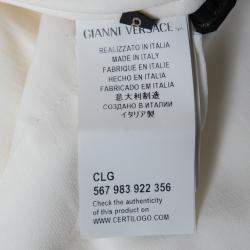 GIANNI VERSACE S.p.A.
REALIZZATO IN ITALIA
MADE IN ITALY
FABRIQUE EN ITALIE
HECHO EN ITALIA
FABRICADO EM ITÁLIA
意大利制造
СОЗДАНО В ИТАЛИИ
イタリア製
CLG
567 983 922 356
Check the authenticity
of this product on
WWW.CERTILOGO.COM